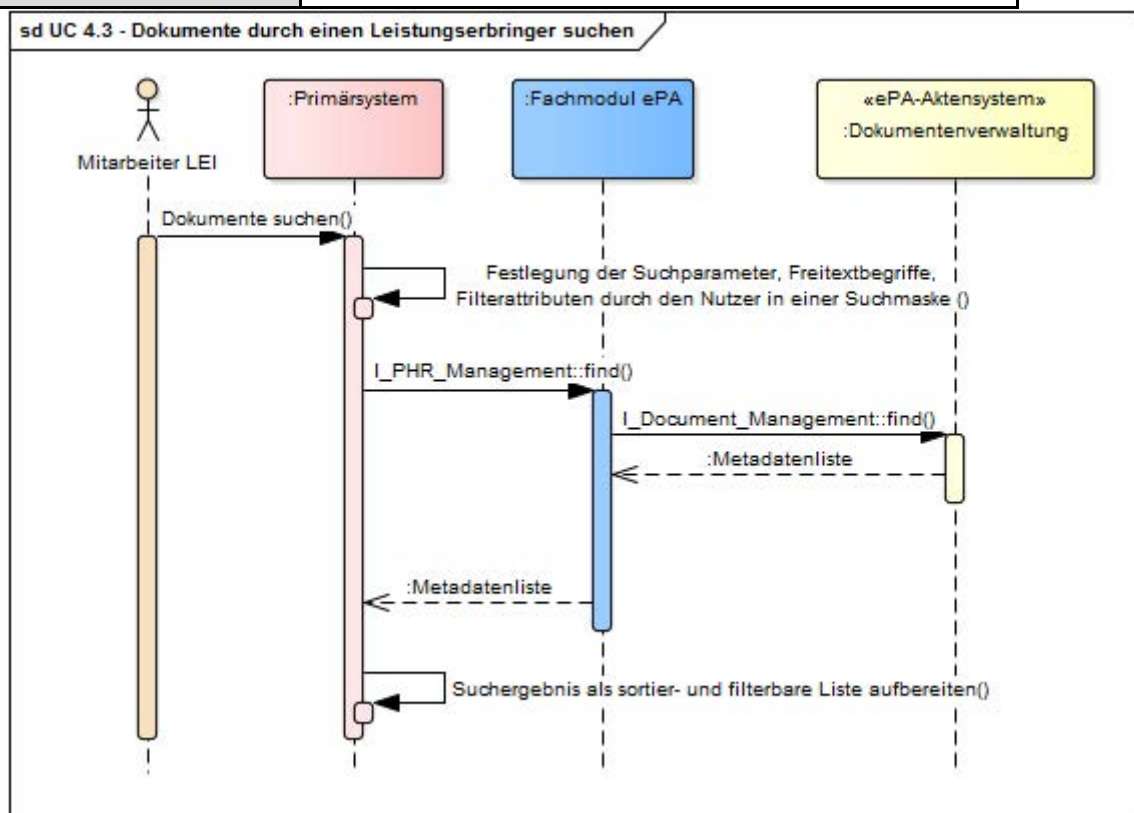 sd UC 4.3 - Dokumente durch einen Leistungserbringer suchen
:Primärsystem
:Fachmodul ePA
«ePA-Aktensystem»
:Dokumentenverwaltung
Mitarbeiter LEI
Dokumente suchen()
Festlegung der Suchparameter, Freitextbegriffe,
Filterattributen durch den Nutzer in einer Suchmaske ()
I_PHR_Management::find()
I_Document_Management::find()
:Metadatenliste
:Metadatenliste
Suchergebnis als sortier- und filterbare Liste aufbereiten()